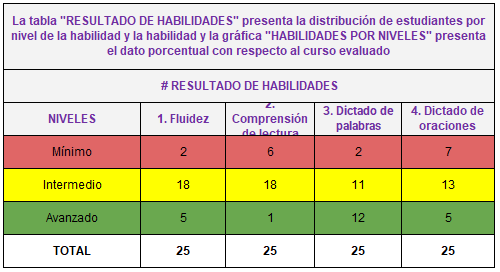 La tabla "RESULTADO DE HABILIDADES" presenta la distribución de estudiantes por
nivel de la habilidad y la habilidad y la gráfica "HABILIDADES POR NIVELES" presenta
el dato porcentual con respecto al curso evaluado
# RESULTADO DE HABILIDADES
NIVELES 1. Fluidez 2. Comprensión de lectura 3. Dictado de palabras 4. Dictado de oraciones
Mínimo 2 6 2 7
Intermedio 18 18 11 13
Avanzado 5 1 12 5
TOTAL 25 25 25 25